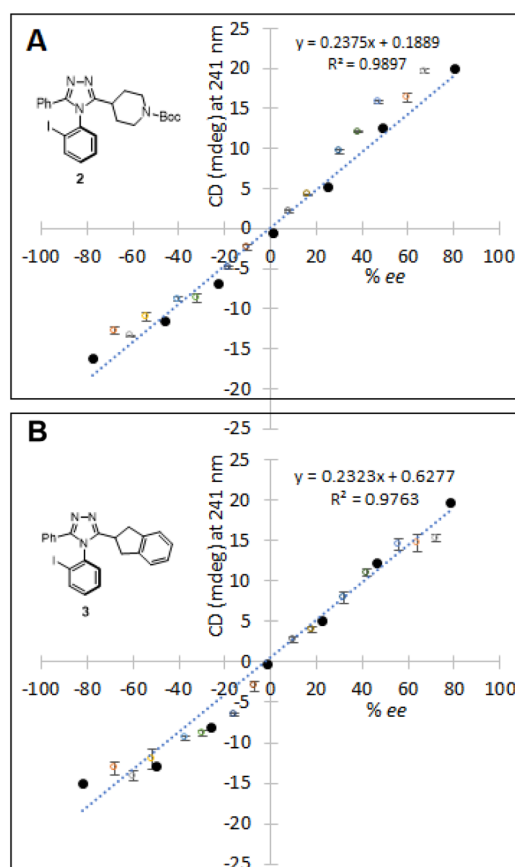 A
25
y = 0.2375x + 0.1889
R² = 0.9897
20
15
10
5
0
CD (mdeg) at 241 nm
N–N
Ph
N
N
Boc
I
2
-100 -80 -60 -40 -20 0 20 40 60 80 100
% ee
-5
-10
-15
-20
B
-25
y = 0.2323x + 0.6277
R² = 0.9763
20
15
10
5
0
CD (mdeg) at 241 nm
N–N
Ph
N
I
3
-100 -80 -60 -40 -20 0 20 40 60 80 100
% ee
-5
-10
-15
-20
-25